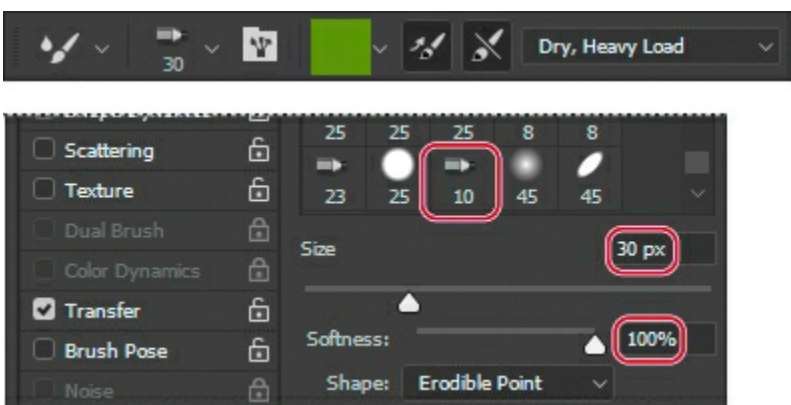 30
Dry, Heavy Load
25 25 25 8 8
Scattering
Texture
23 25 10 45 45
Dual Brush
Size 30 px
Color Dynamics
Transfer
Softness: 100%
Brush Pose
Shape: Erodible Point
Noise